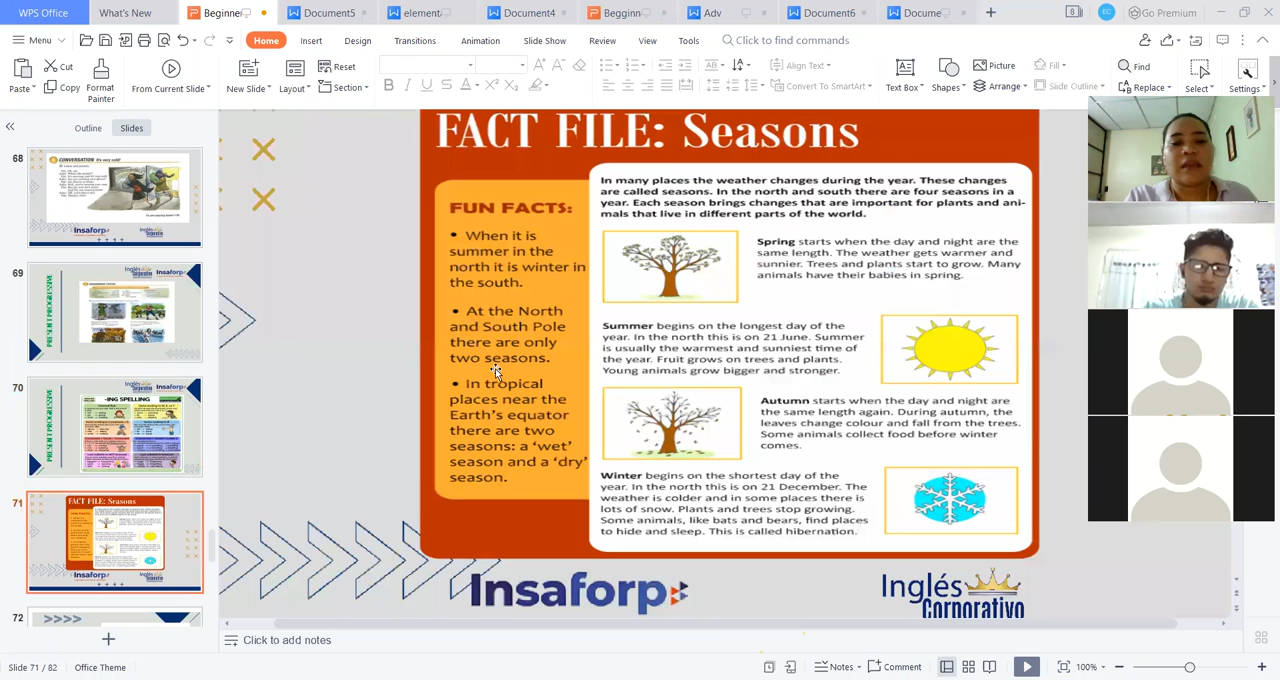 WPS Office
What's New
Beginne
Document5
element
Document4
Begginn
Adv
Document6
Docume
Go Premium
Menu
Home
Insert
Design
Transitions
Animation
Slide Show
Review
View
Tools
Click to find commands
Paste
Cut
Copy
Format
Painter
From Current Slide
New Slide
Layout
Reset
Section
Align Text
Convert To SmartArt
Text Box
Shapes
Picture
Arrange
Fill
Slide Outline
Find
Replace
Select
Settings
Outline
Slides
68
69
70
71
72
FACT FILE: Seasons
FUN FACTS:
• When it is
summer in the
north it is winter in
the south.
• At the North
and South Pole
there are only
two seasons.
• In tropical
places near the
Earth's equator
there are two
seasons: a 'wet'
season and a 'dry'
season.
In many places the weather changes during the year. These changes
are called seasons. In the north and south there are four seasons in a
year. Each season brings changes that are important for plants and ani-
mals that live in different parts of the world.
Spring starts when the day and night are the
same length. The weather gets warmer and
sunnier. Trees and plants start to grow. Many
animals have their babies in spring.
Summer begins on the longest day of the
year. In the north this is on 21 June. Summer
is usually the warmest and sunniest time of
the year. Fruit grows on trees and plants.
Young animals grow bigger and stronger.
Autumn starts when the day and night are
the same length again. During autumn, the
leaves change colour and fall from the trees.
Some animals collect food before winter
comes.
Winter begins on the shortest day of the
year. In the north this is on 21 December. The
weather is colder and in some places there is
lots of snow. Plants and trees stop growing.
Some animals, like bats and bears, find places
to hide and sleep. This is called hibernation.
Insaforp
Inglés
Corporativo
Click to add notes
Slide 71 / 82
Office Theme
Notes
Comment
100%